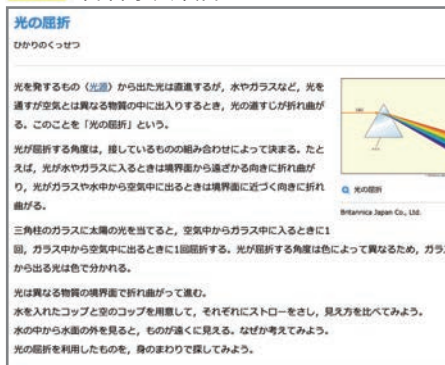 光の屈折
ひかりのくっせつ
光を発するもの（光源）から出た光は直進するが，水やガラスなど，光を
通すが空気とは異なる物質の中に出入りするとき，光の道すじが折れ曲が
る。このことを「光の屈折」という。
光が屈折する角度は，接しているものの組み合わせによって決まる。たと
えば，光が水やガラスに入るときは境界面から遠ざかる向きに折れ曲が
り，光がガラスや水中から空気中に出るときは境界面に近づく向きに折れ
曲がる。
光の屈折
Britannica Japan Co., Ltd.
三角柱のガラスに太陽の光を当てると，空気中からガラス中に入るときに1
回，ガラス中から空気中に出るときに1回屈折する。光が屈折する角度は色によって異なるため，ガラ
から出る光は色で分かれる。
光は異なる物質の境界面で折れ曲がって進む。
水を入れたコップと空のコップを用意して，それぞれにストローをさし，見え方を比べてみよう。
水の中から水面の外を見ると，ものが遠くに見える。なぜか考えてみよう。
光の屈折を利用したものを，身のまわりで探してみよう。